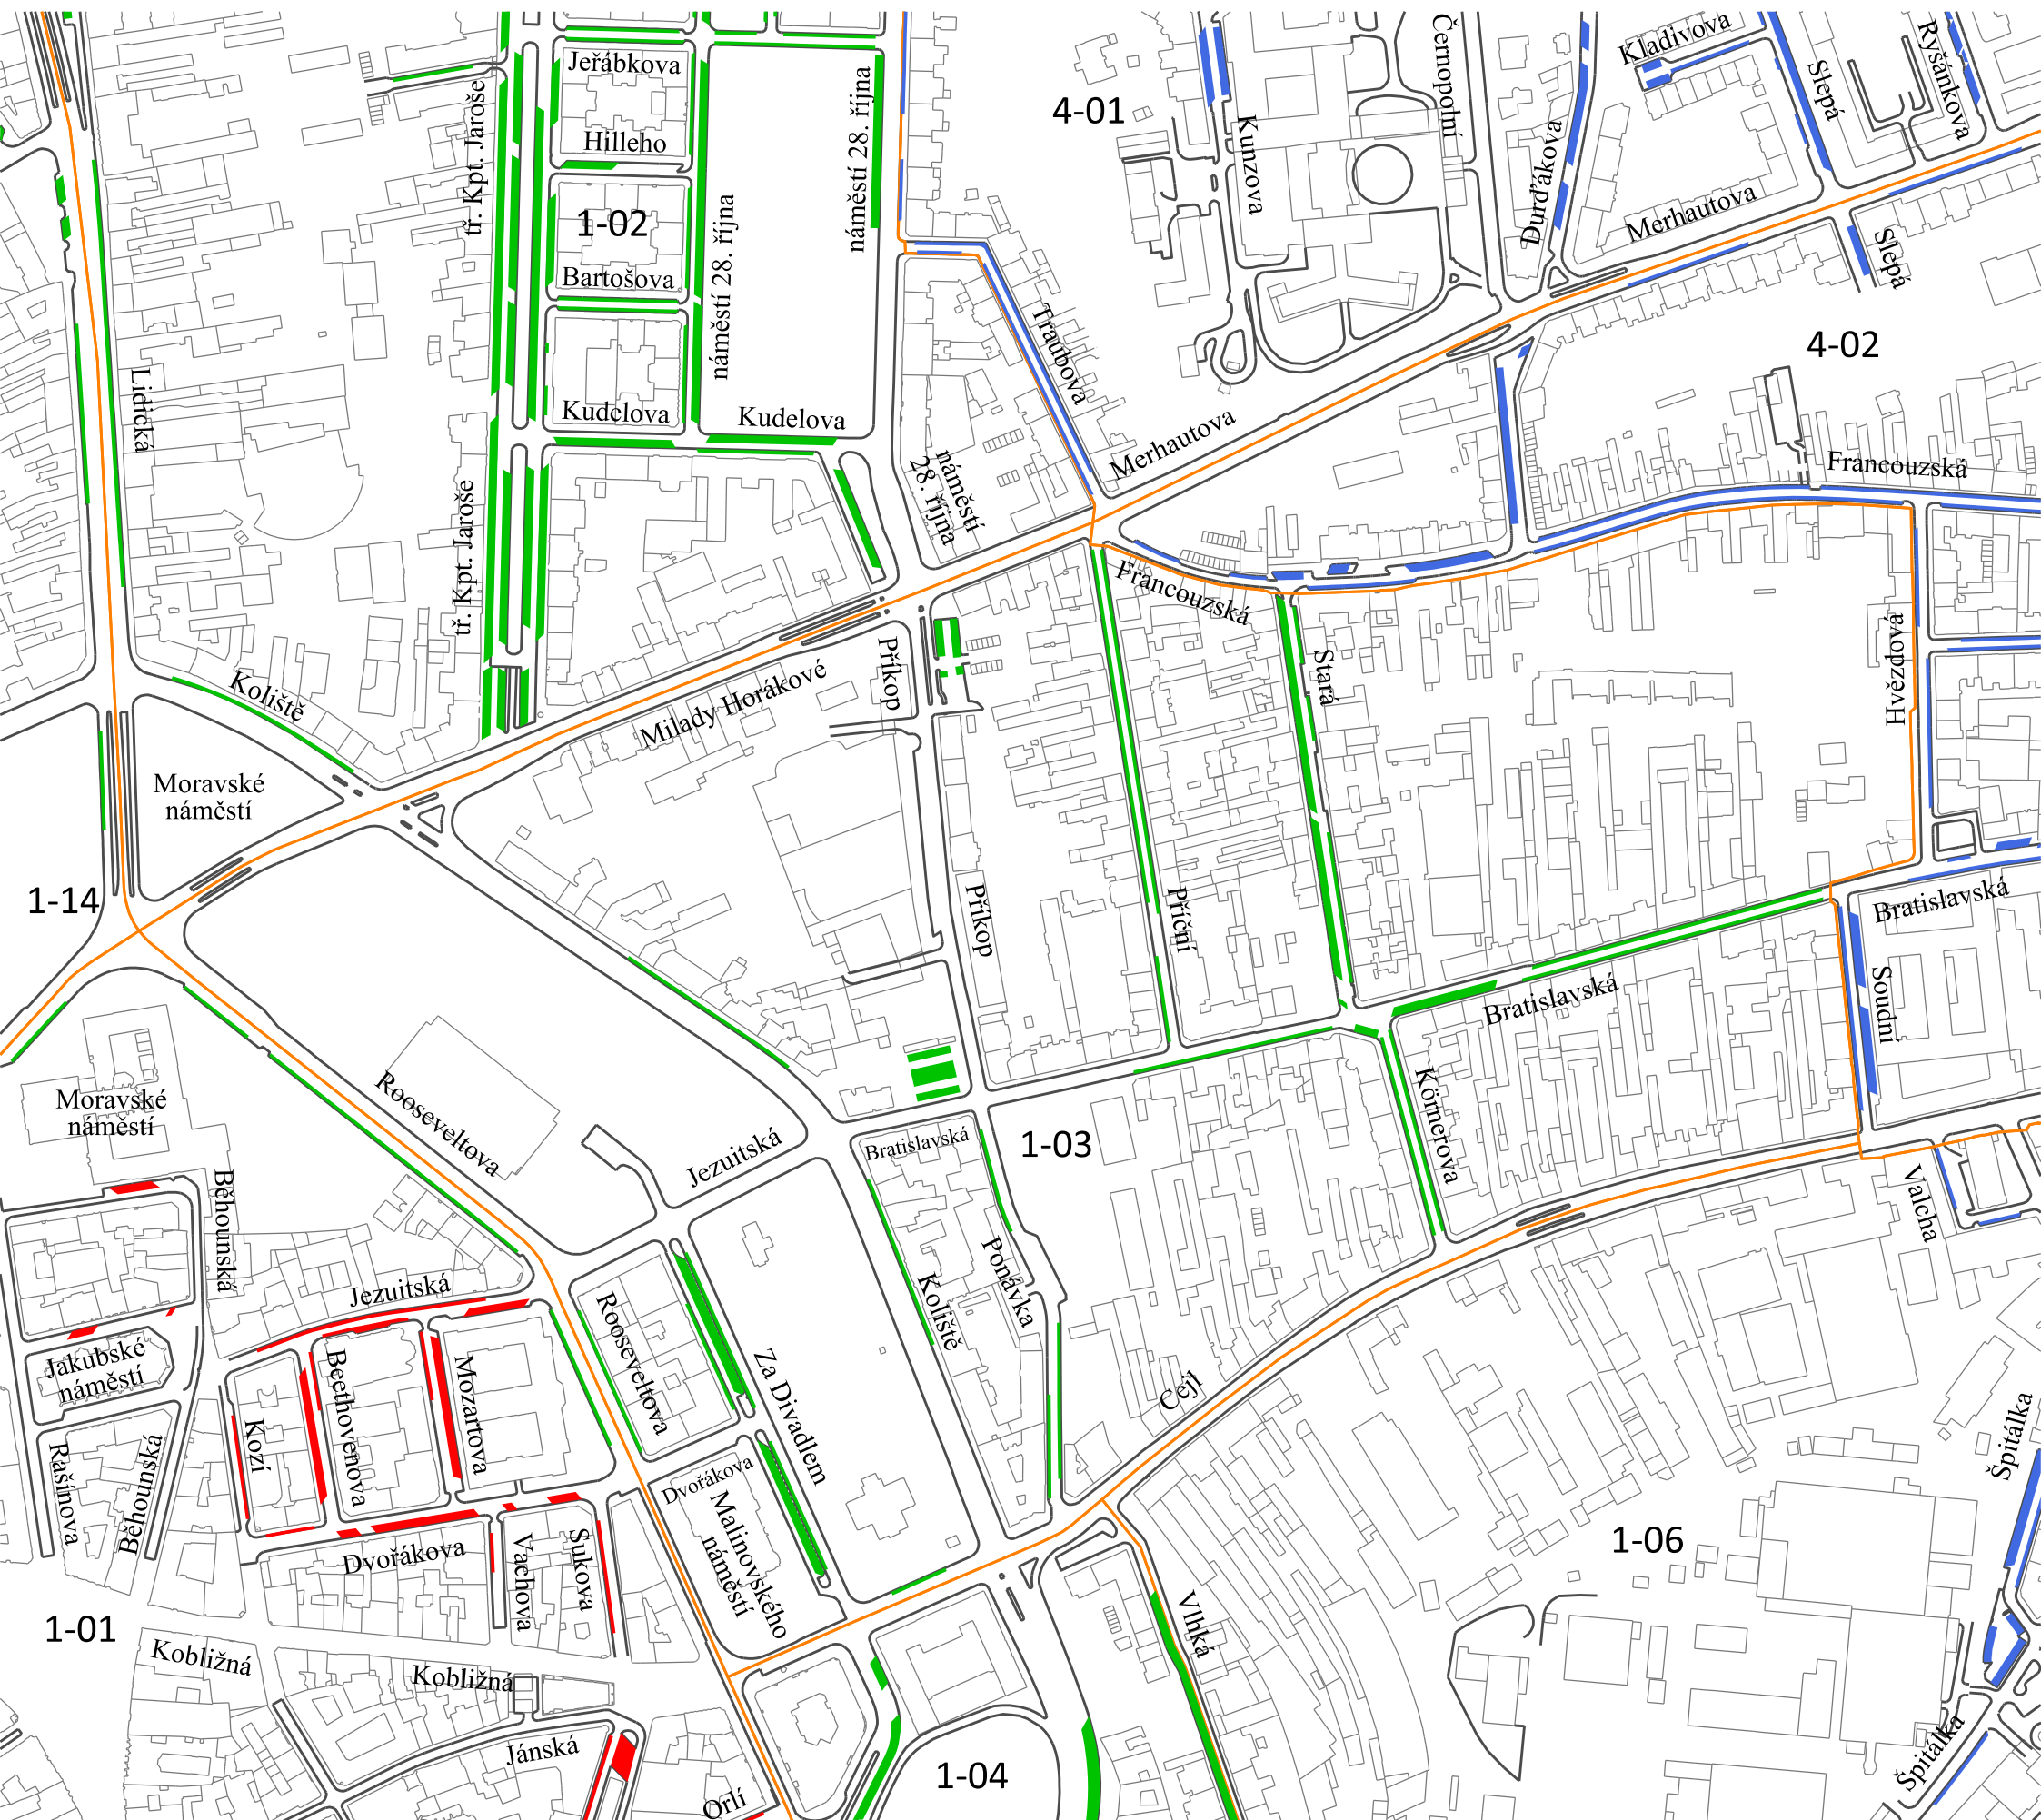 Jeřábkova
Hilleho
1-02
Bartošova
Kudelova
Kudelova
tř. Kpt. Jaroše
tř. Kpt. Jaroše
náměstí 28. října
náměstí 28. října
náměstí
28. října
Lidická
4-01
Kunzova
Černopolní
Durďákova
Kladivova
Slepá
Ryšánkova
Merhautova
Slepá
4-02
Traubova
Merhautova
Francouzská
Francouzská
Koliště
Milady Horákové
Příkop
Stará
Hvězdová
Moravské
náměstí
1-14
Příkop
Příční
Bratislavská
Bratislavská
Soudní
Moravské
náměstí
Rooseveltova
Jezuitská
Bratislavská
1-03
Körnerova
Valcha
Běhounská
Jezuitská
Rooseveltova
Koliště
Ponávka
Za Divadlem
Cejl
Jakubské
náměstí
Kozí
Beethovenova
Mozartova
Rašínova
Běhounská
Dvořákova
Vachova
Sukova
Dvořákova
Malinovského
náměstí
Špitálka
1-06
1-01
Vlhká
Kobližná
Kobližná
Jánská
Orlí
1-04
Špitálka